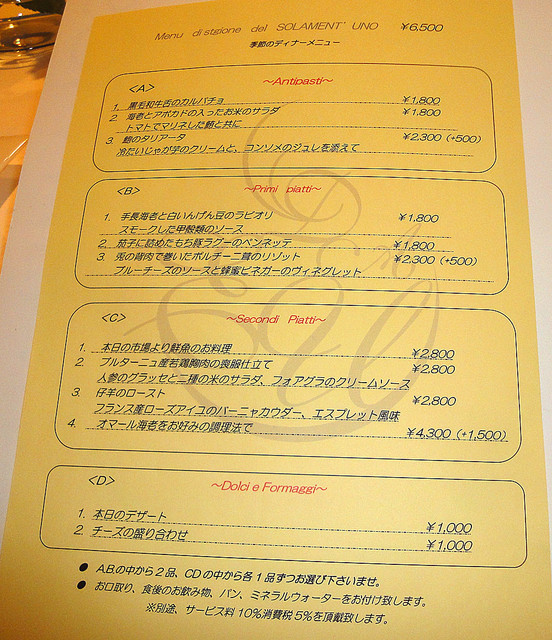 Menu di stgione del SOLAMENT' UNO ¥6.500
季節のディナーメニュー
<A> ～Antipasti～
1. 黒毛和牛舌のカルパチョ ¥1,800
2. 海老とアボカドの入ったお米のサラダ ¥1,800
トマトでマリネした鮪と共に
3. 鮑のタリアータ ¥2,300 (+500)
冷たいじゃが芋のクリームと、コンソメのジュレを添えて
<B> ～Primi piatti～
1. 手長海老と白いんげん豆のラビオリ ¥1,800
スモークした甲殻類のソース
2. 茄子に詰めたもち豚ラグーのペンネッテ ¥1,800
3. 兎の背肉で巻いたポルチーニ茸のリゾット ¥2,300 (+500)
ブルーチーズのソースと蜂蜜ビネガーのヴィネグレット
<C> ～Secondi Piatti～
1. 本日の市場より鮮魚のお料理 ¥2,800
2. ブルターニュ産若鶏胸肉の喪服仕立て ¥2,800
人参のグラッセと二種の米のサラダ、フォアグラのクリームソース
3. 仔羊のロースト ¥2,800
フランス産ローズアイユのバーニャカウダー、エスプレット風味
4. オマール海老をお好みの調理法で ¥4,300 (+1,500)
<D> ～Dolci e Formaggi～
1. 本日のデザート ¥1,000
2. チーズの盛り合わせ ¥1,000
● A,B,の中から2品、CDの中から各1品ずつお選び下さいませ。
● お口取り、食後のお飲み物、パン、ミネラルウォーターをお付け致します。
※別途、サービス料10%消費税5%を頂戴致します。